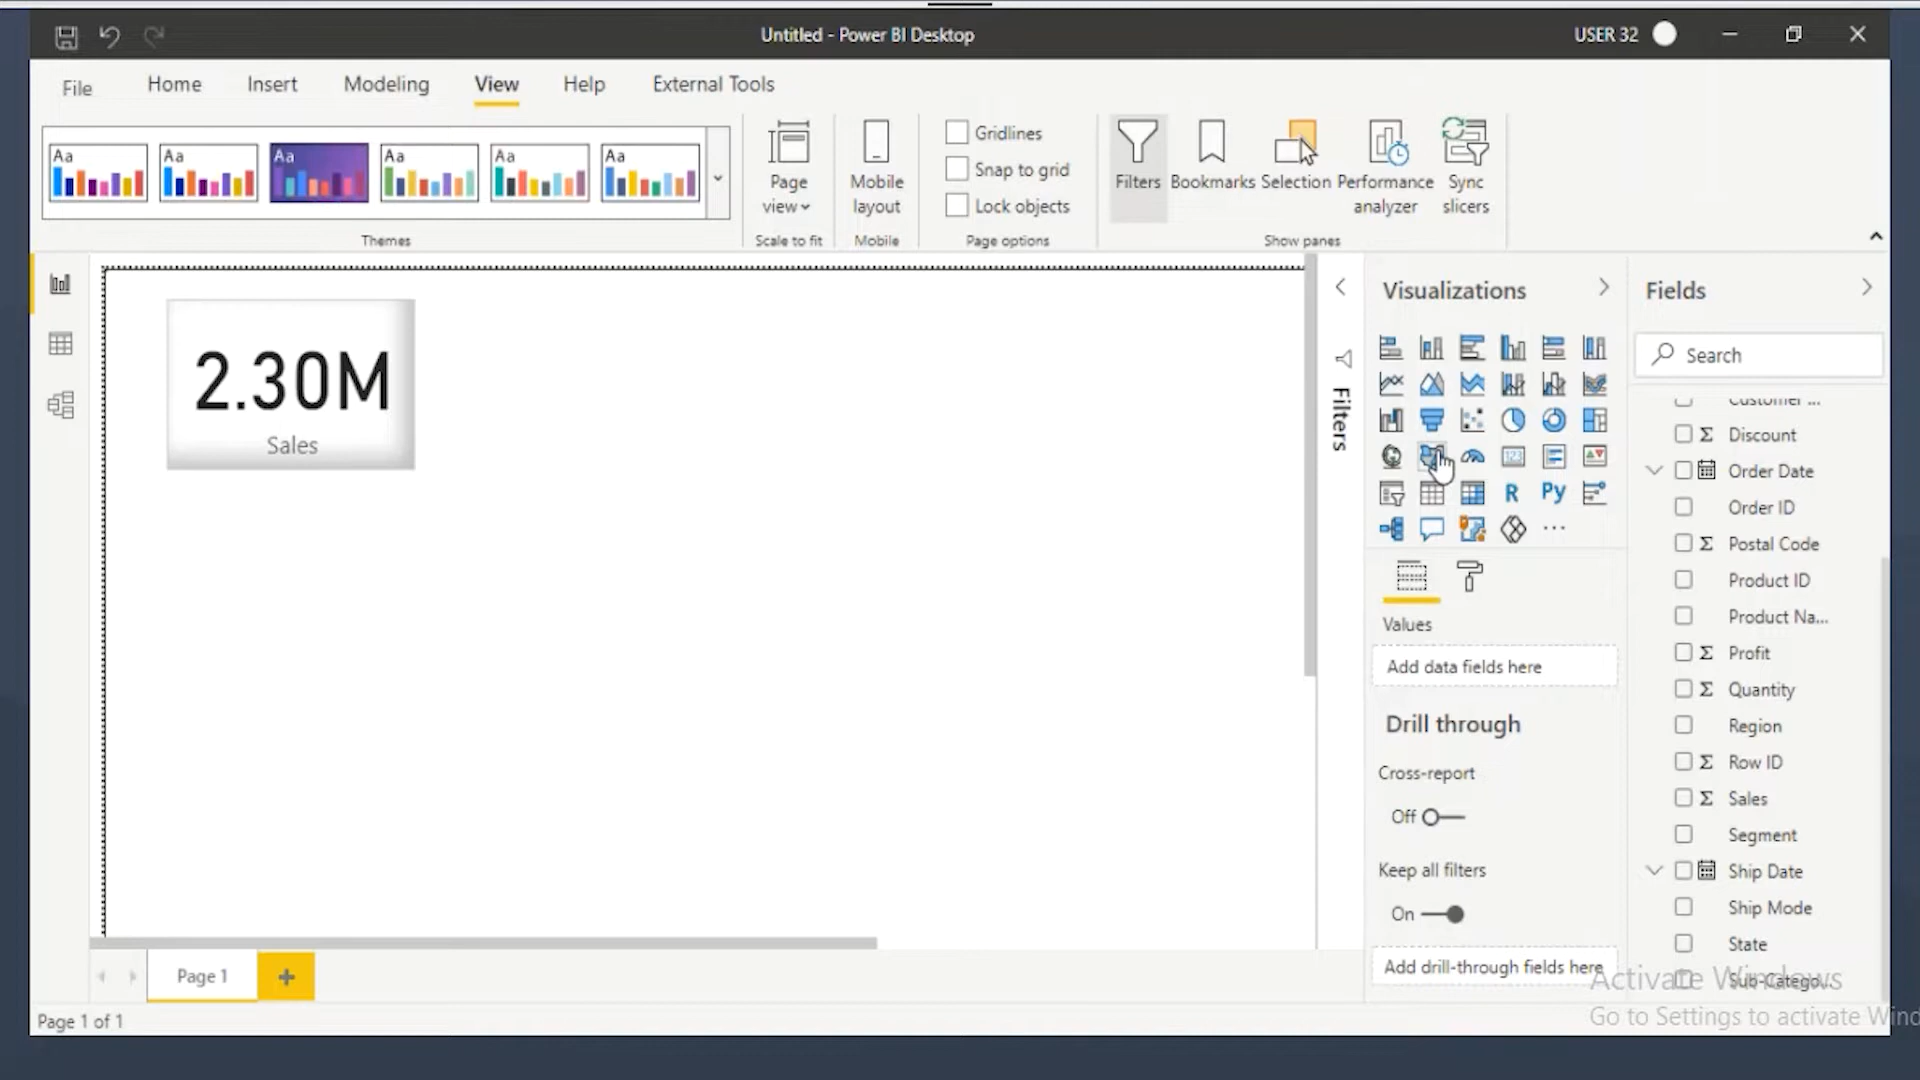 Untitled - Power BI Desktop
USER 32
File
Home
Insert
Modeling
View
Help
External Tools
Aa
Aa
Aa
Aa
Aa
Aa
Themes
Page view
Scale to fit
Mobile layout
Mobile
Gridlines
Snap to grid
Lock objects
Page options
Filters
Bookmarks
Selection
Performance analyzer
Sync slicers
Show panes
2.30M
Sales
Filters
Visualizations
123
R
Py
...
Values
Add data fields here
Drill through
Cross-report
Off
Keep all filters
On
Add drill-through fields here
Fields
Search
Customer ...
Σ Discount
Order Date
Order ID
Σ Postal Code
Product ID
Product Na...
Σ Profit
Σ Quantity
Region
Σ Row ID
Σ Sales
Segment
Ship Date
Ship Mode
State
Sub-Catego...
Activate Windows
Go to Settings to activate Wind
Page 1
+
Page 1 of 1